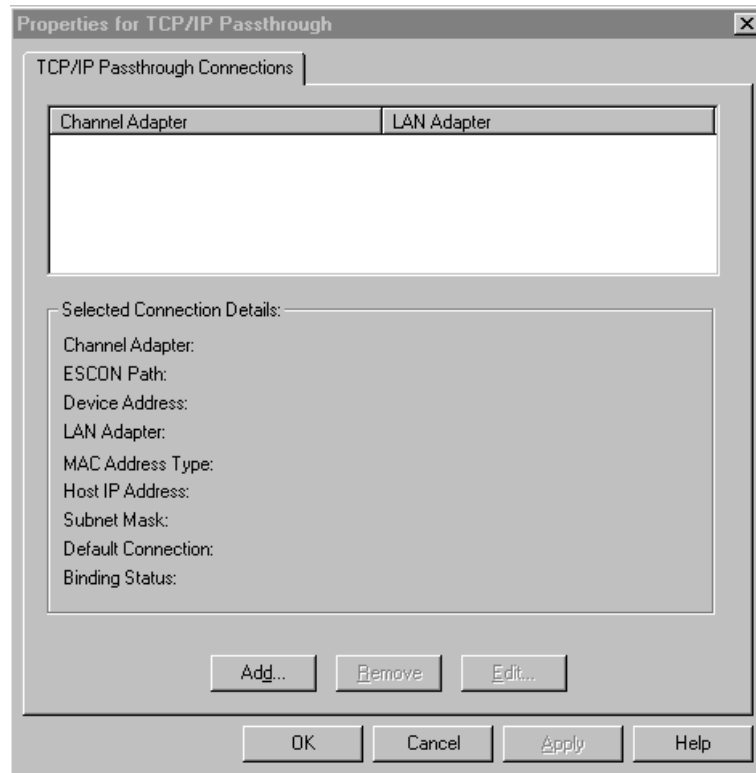 Properties for TCP/IP Passthrough
TCP/IP Passthrough Connections
Channel Adapter LAN Adapter
Selected Connection Details:
Channel Adapter:
ESCON Path:
Device Address:
LAN Adapter:
MAC Address Type:
Host IP Address:
Subnet Mask:
Default Connection:
Binding Status:
Add... Remove Edit...
OK Cancel Apply Help